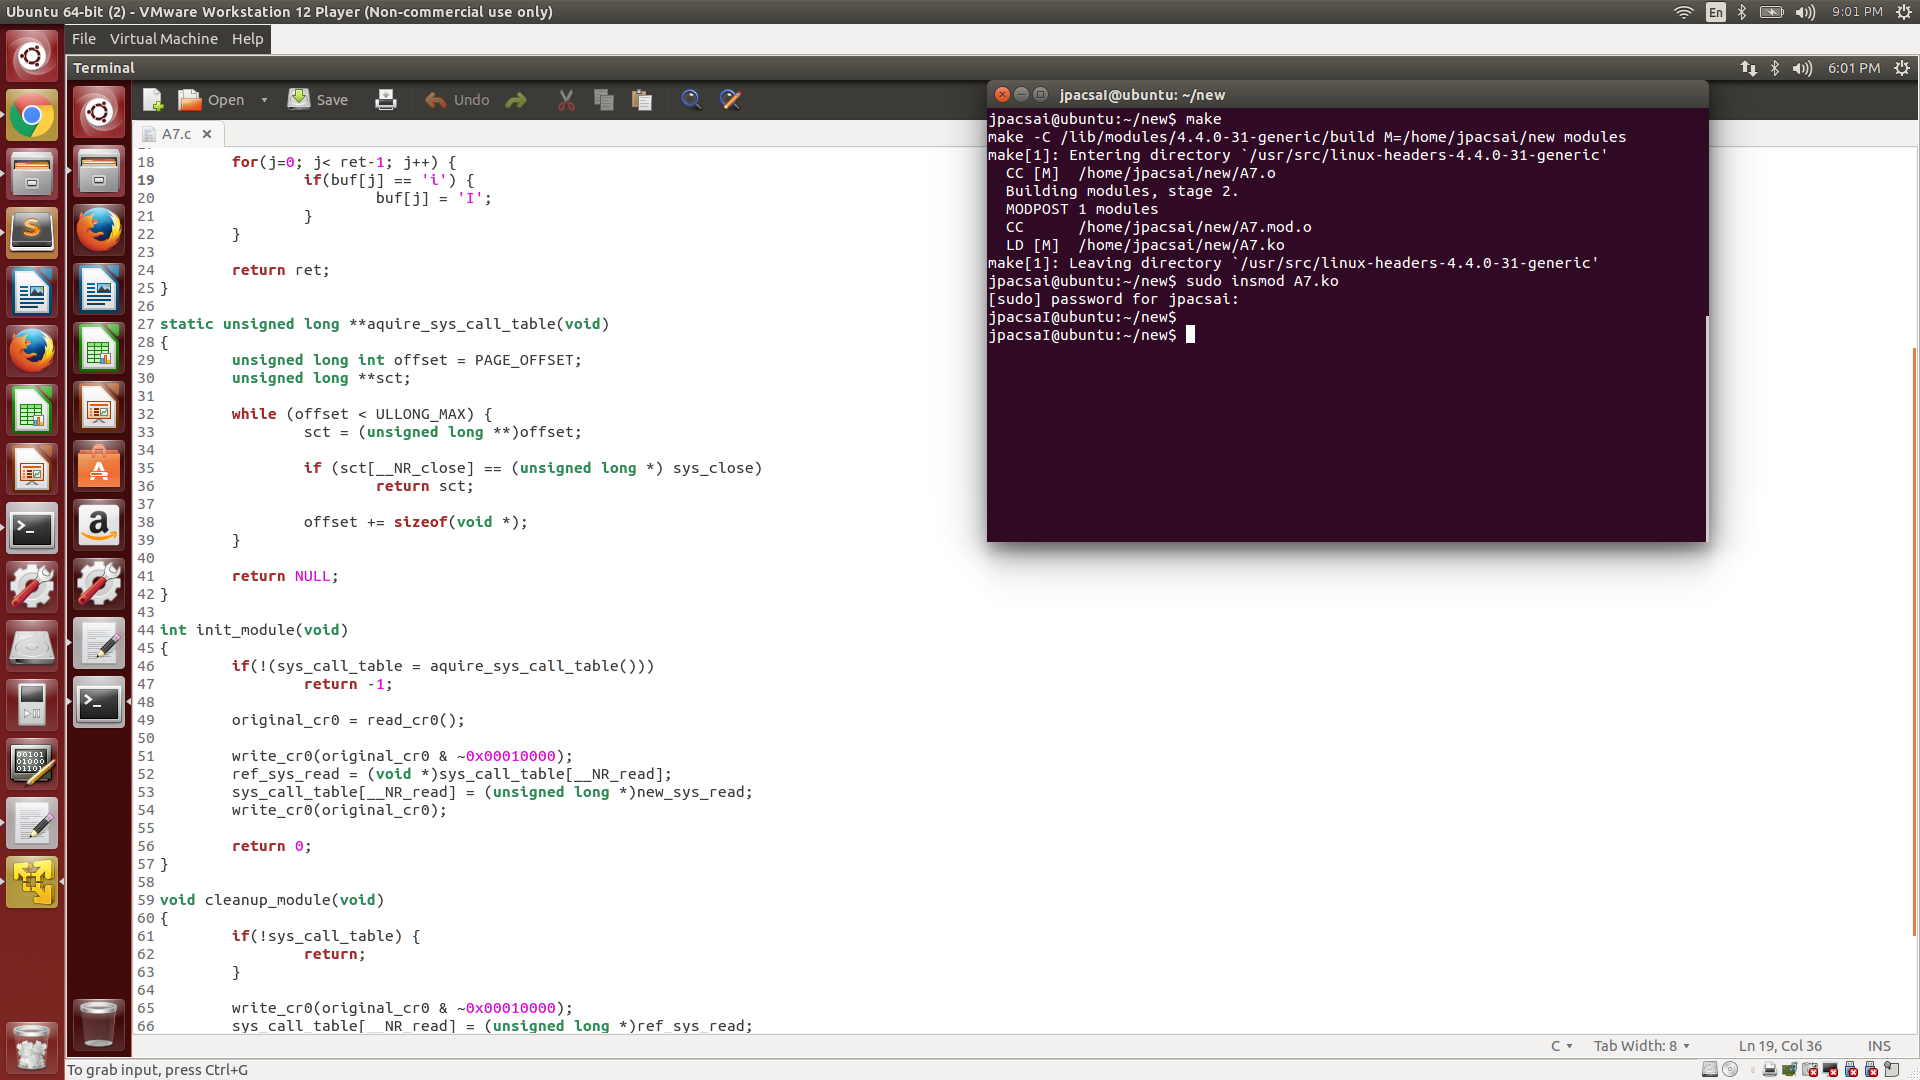 Ubuntu 64-bit (2) - VMware Workstation 12 Player (Non-commercial use only)
En
9:01 PM
File Virtual Machine Help
Terminal
6:01 PM
Open Save Undo
A7.c ×
18 for(j=0; j< ret-1; j++) {
19 if(buf[j] == 'i') {
20 buf[j] = 'I';
21 }
22 }
23
24 return ret;
25 }
26
27 static unsigned long **aquire_sys_call_table(void)
28 {
29 unsigned long int offset = PAGE_OFFSET;
30 unsigned long **sct;
31
32 while (offset < ULLONG_MAX) {
33 sct = (unsigned long **)offset;
34
35 if (sct[__NR_close] == (unsigned long *) sys_close)
36 return sct;
37
38 offset += sizeof(void *);
39 }
40
41 return NULL;
42 }
43
44 int init_module(void)
45 {
46 if(!(sys_call_table = aquire_sys_call_table()))
47 return -1;
48
49 original_cr0 = read_cr0();
50
51 write_cr0(original_cr0 & ~0x00010000);
52 ref_sys_read = (void *)sys_call_table[__NR_read];
53 sys_call_table[__NR_read] = (unsigned long *)new_sys_read;
54 write_cr0(original_cr0);
55
56 return 0;
57 }
58
59 void cleanup_module(void)
60 {
61 if(!sys_call_table) {
62 return;
63 }
64
65 write_cr0(original_cr0 & ~0x00010000);
66 sys_call_table[__NR_read] = (unsigned long *)ref_sys_read;
jpacsaI@ubuntu: ~/new
jpacsai@ubuntu:~/new$ make
make -C /lib/modules/4.4.0-31-generic/build M=/home/jpacsai/new modules
make[1]: Entering directory `/usr/src/linux-headers-4.4.0-31-generic'
CC [M] /home/jpacsai/new/A7.o
Building modules, stage 2.
MODPOST 1 modules
CC /home/jpacsai/new/A7.mod.o
LD [M] /home/jpacsai/new/A7.ko
make[1]: Leaving directory `/usr/src/linux-headers-4.4.0-31-generic'
jpacsai@ubuntu:~/new$ sudo insmod A7.ko
[sudo] password for jpacsai:
jpacsaI@ubuntu:~/new$
jpacsaI@ubuntu:~/new$
C Tab Width: 8 Ln 19, Col 36 INS
To grab input, press Ctrl+G